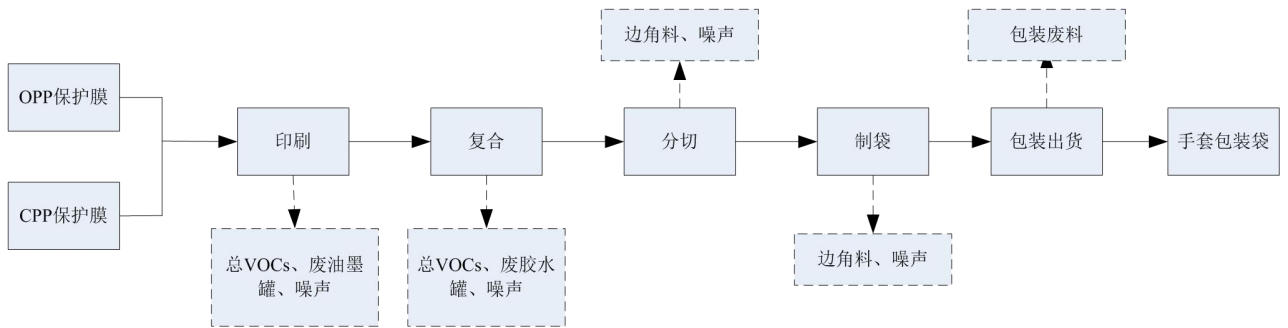 边角料、噪声
包装废料
OPP保护膜
印刷
复合
分切
制袋
包装出货
手套包装袋
CPP保护膜
总VOCs、废油墨
罐、噪声
总VOCs、废胶水
罐、噪声
边角料、噪声